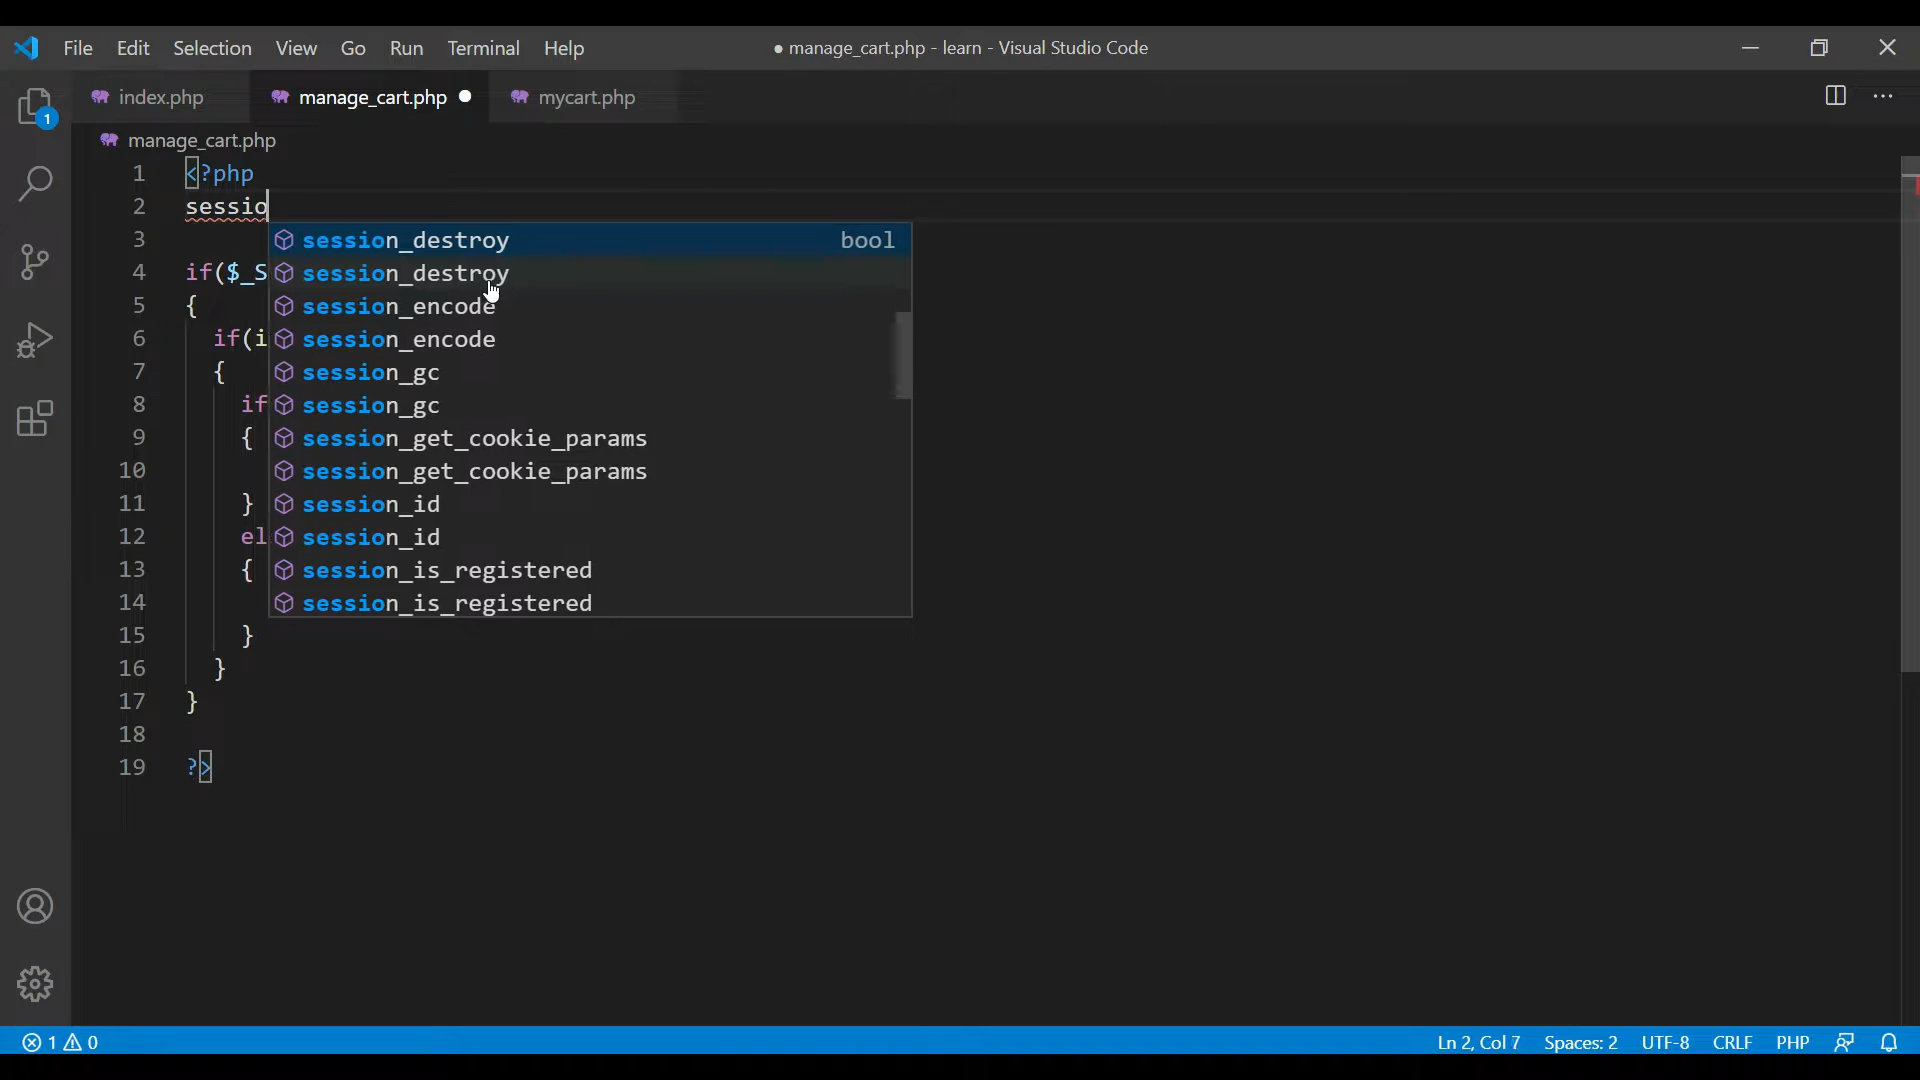 File Edit Selection View Go Run Terminal Help ● manage_cart.php - learn - Visual Studio Code
1
index.php manage_cart.php ● mycart.php
manage_cart.php
1 <?php
2 sessio
3 session_destroy bool
4 if($_S session_destroy
5 { session_encode
6 if(i session_encode
7 { session_gc
8 if session_gc
9 { session_get_cookie_params
10 session_get_cookie_params
11 } session_id
12 el session_id
13 { session_is_registered
14 session_is_registered
15 }
16 }
17 }
18
19 ?>
1 0 Ln 2, Col 7 Spaces: 2 UTF-8 CRLF PHP